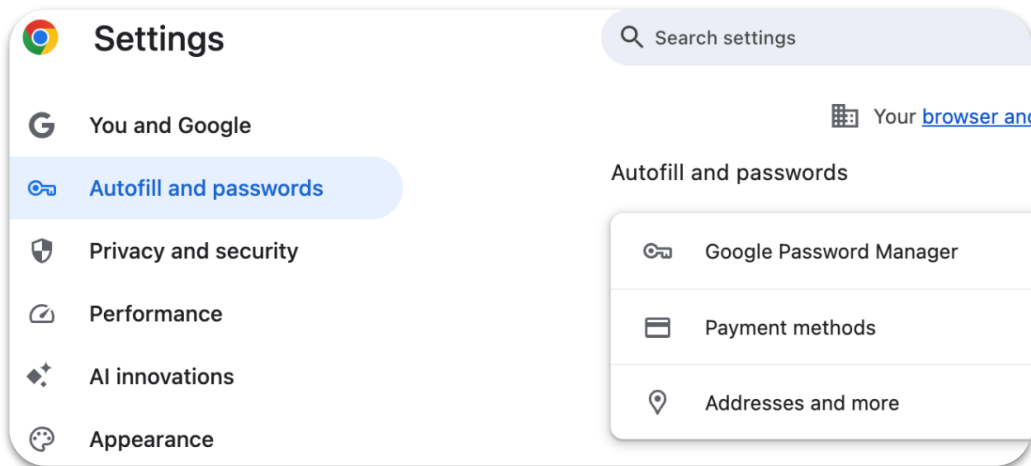 Settings
Search settings
You and Google
Your browser and
Autofill and passwords
Autofill and passwords
Privacy and security
Google Password Manager
Performance
Payment methods
AI innovations
Addresses and more
Appearance